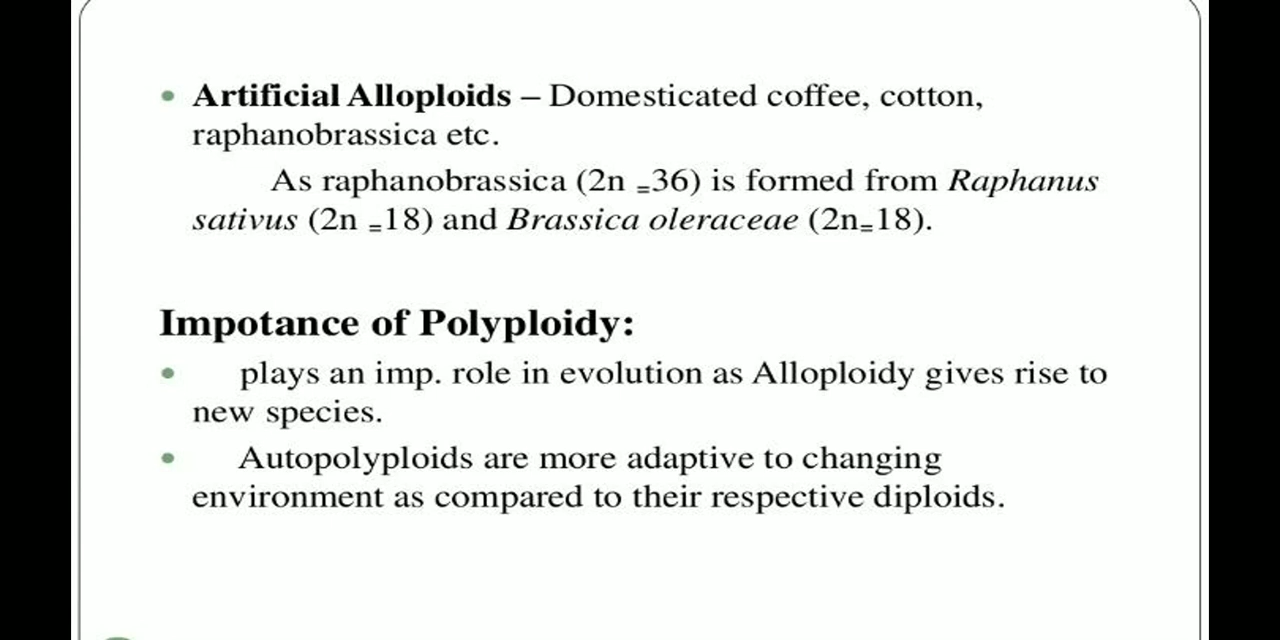 • Artificial Alloploids – Domesticated coffee, cotton,
raphanobrassica etc.
As raphanobrassica (2n =36) is formed from Raphanus
sativus (2n =18) and Brassica oleraceae (2n=18).
Impotance of Polyploidy:
• plays an imp. role in evolution as Alloploidy gives rise to
new species.
• Autopolyploids are more adaptive to changing
environment as compared to their respective diploids.